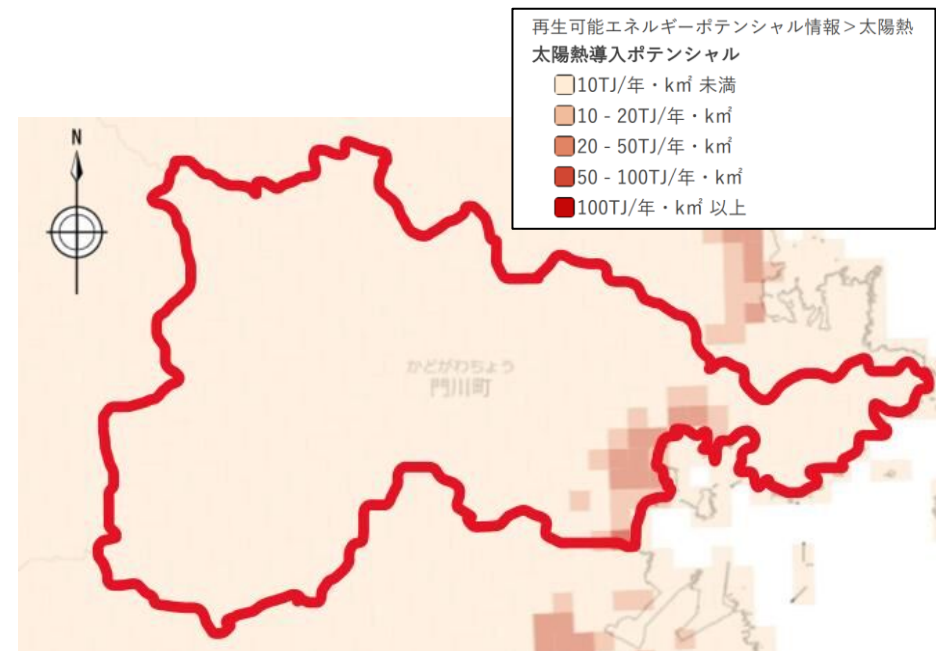 再生可能エネルギーポテンシャル情報＞太陽熱
太陽熱導入ポテンシャル
10TJ/年・k㎡ 未満
10 - 20TJ/年・k㎡
20 - 50TJ/年・k㎡
50 - 100TJ/年・k㎡
100TJ/年・k㎡ 以上
N
かどがわちょう
門川町